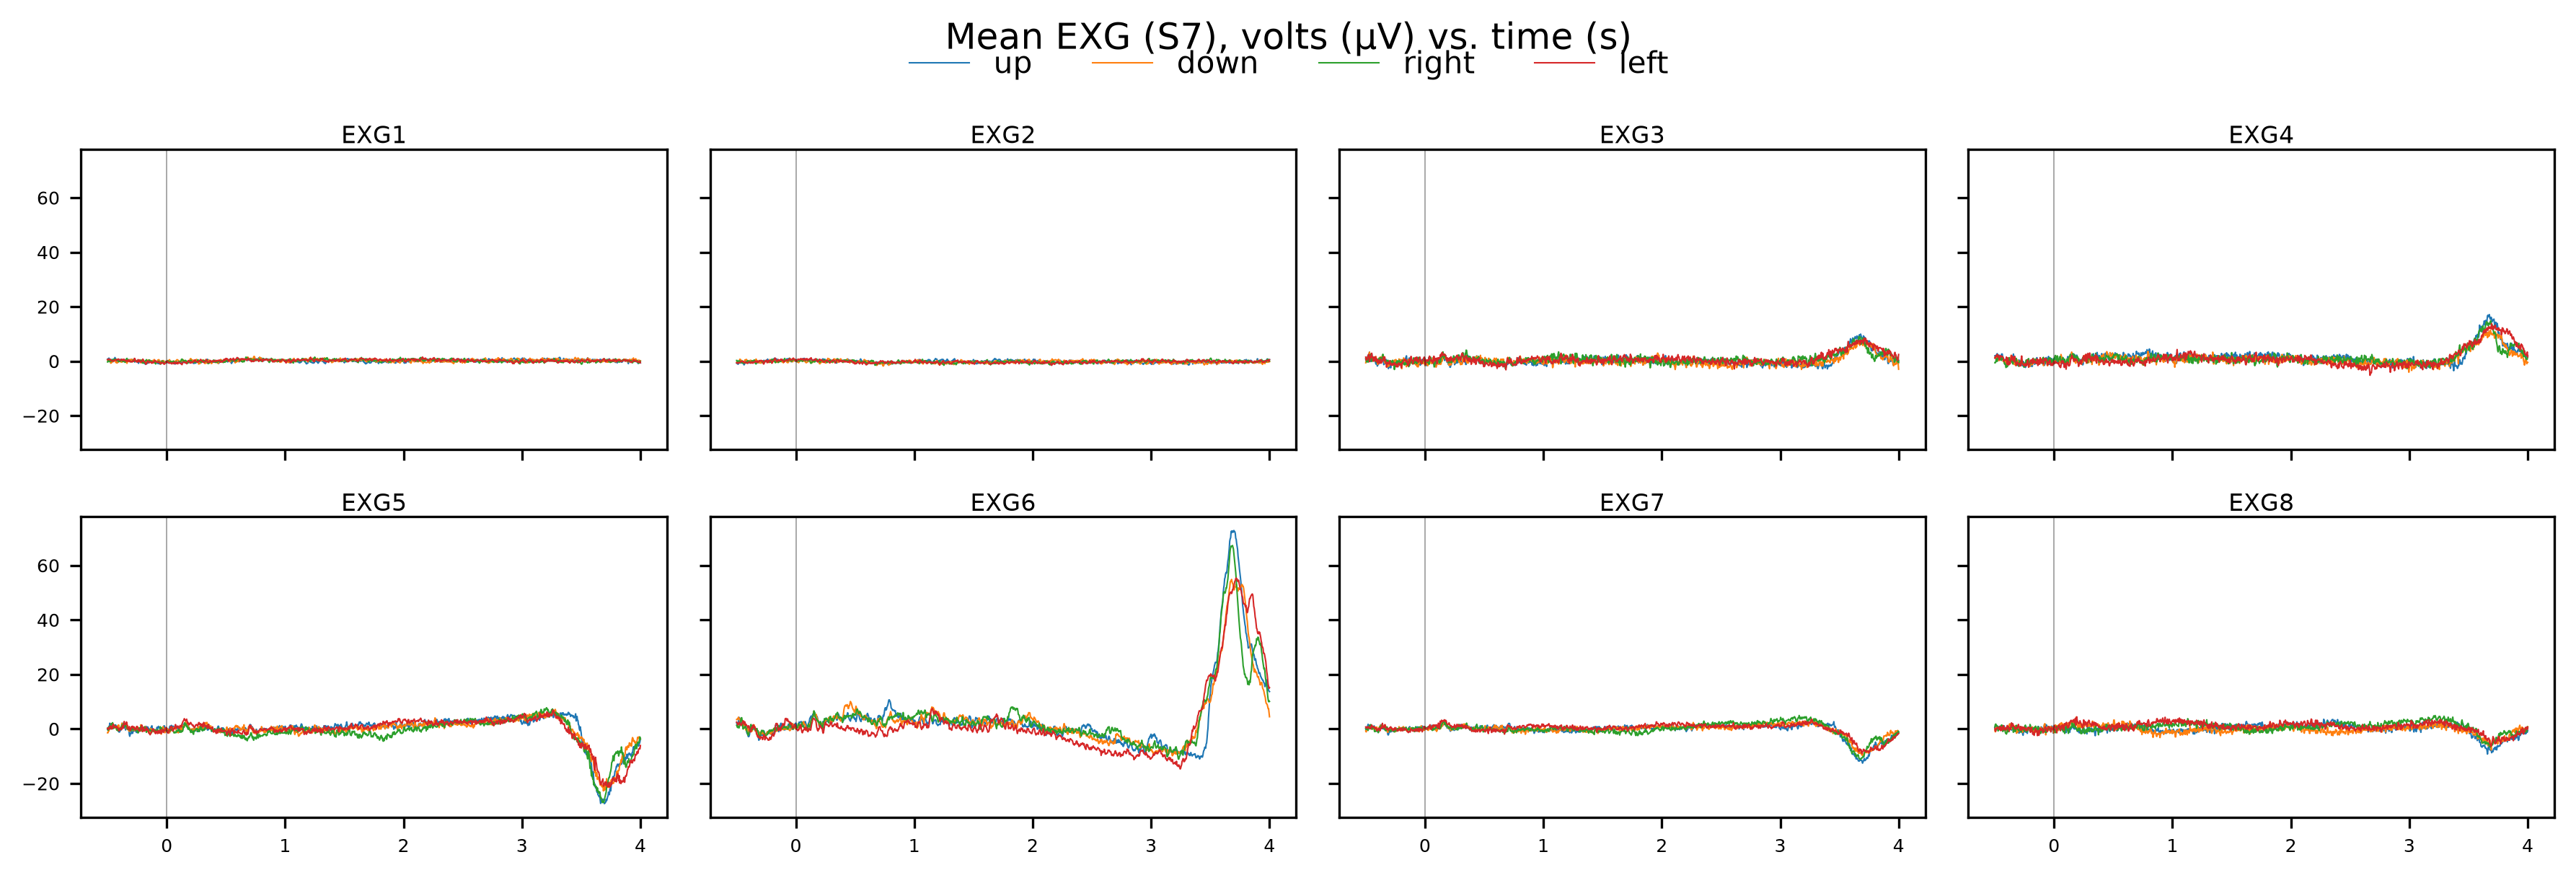 Mean EXG (S7), volts (µV) vs. time (s)
up down right left
EXG1 EXG2 EXG3 EXG4
60
40
20
0
−20
EXG5 EXG6 EXG7 EXG8
60
40
20
0
−20
0 1 2 3 4 0 1 2 3 4 0 1 2 3 4 0 1 2 3 4